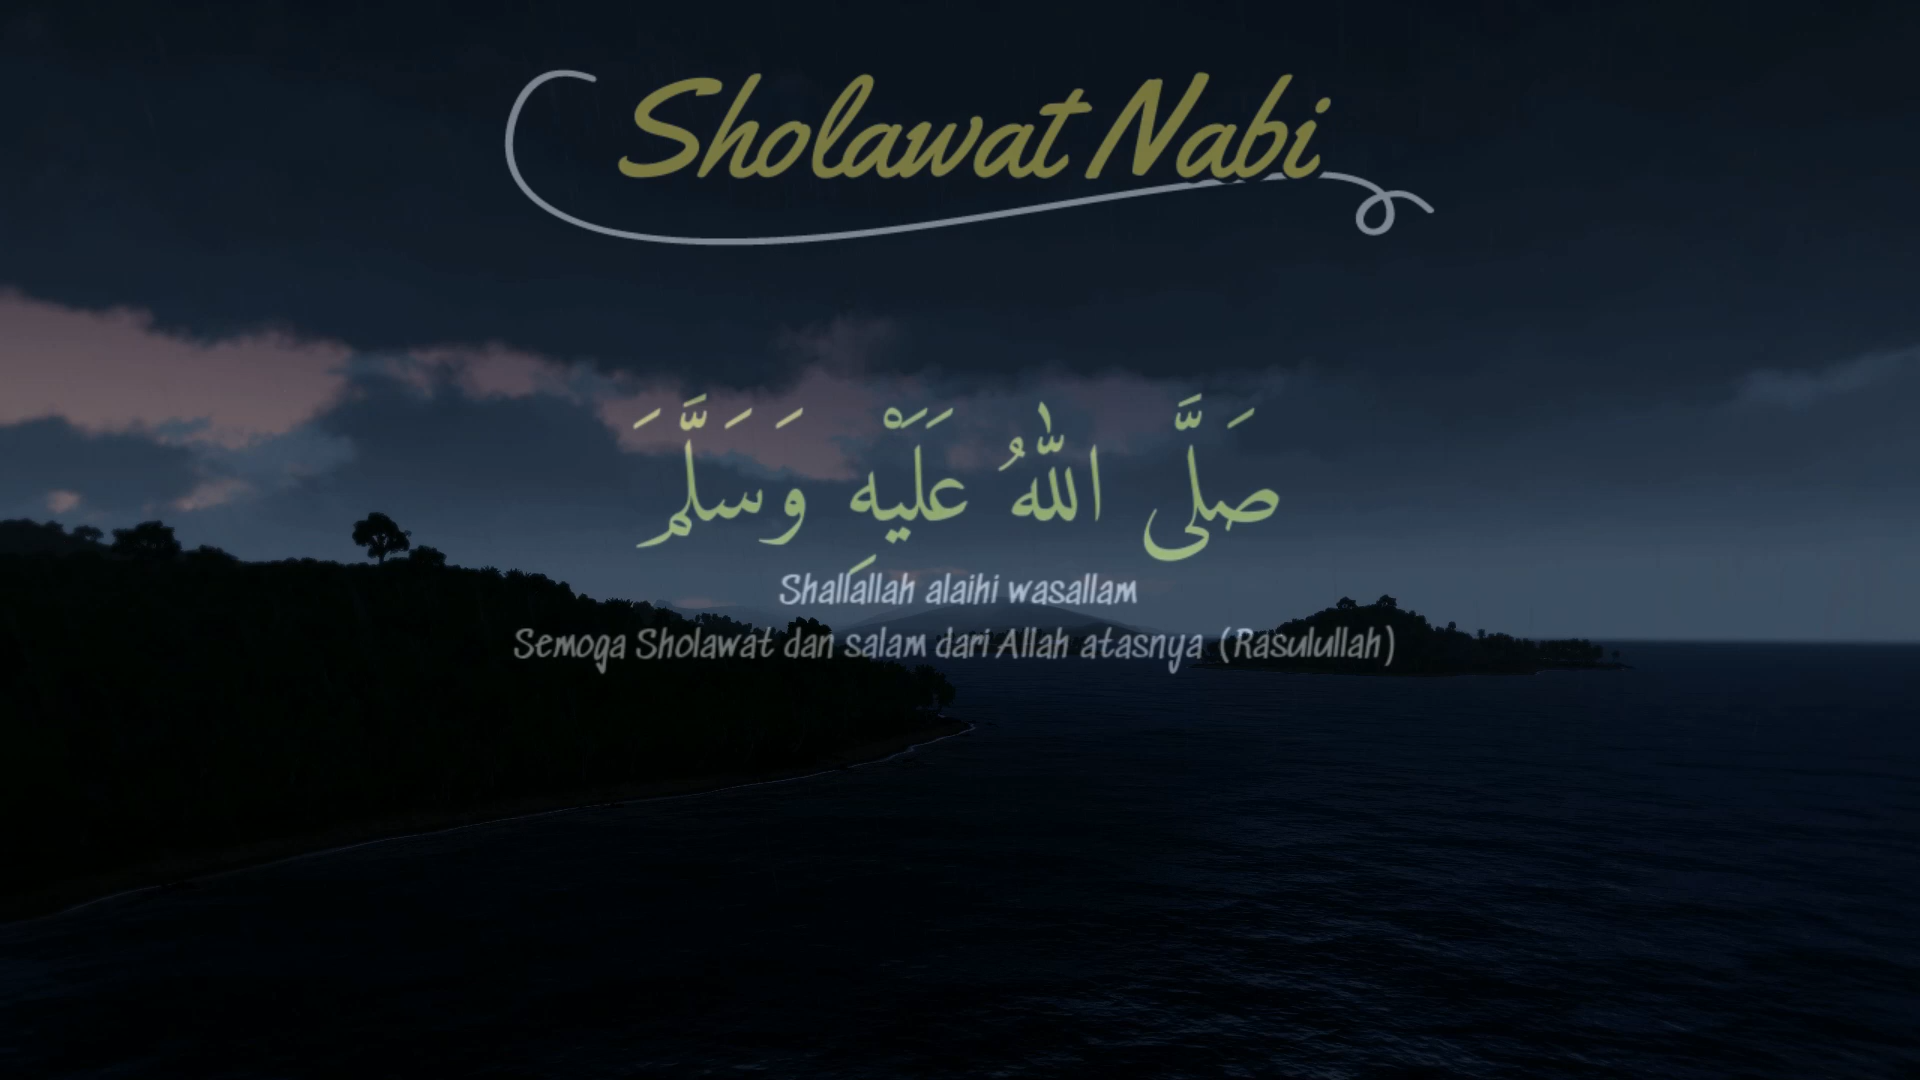 Sholawat Nabi
صَلَّى اللّٰهُ عَلَيْهِ وَسَلَّمَ
Shallallah alaihi wasallam
Semoga Sholawat dan salam dari Allah atasnya (Rasulullah)